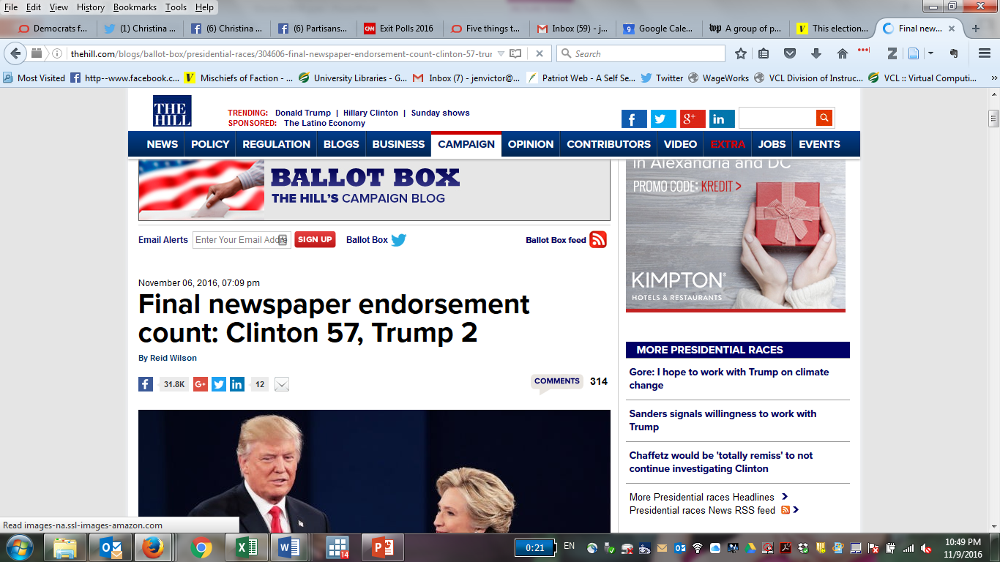 File Edit View History Bookmarks Tools Help
Democrats f... (1) Christina ... (6) Christina ... (6) Partisans... CNN Exit Polls 2016 Five things t... Inbox (59) - j... 9 Google Cale... wp A group of p... V This election... Final new...
thehill.com/blogs/ballot-box/presidential-races/304606-final-newspaper-endorsement-count-clinton-57-trur Search
Most Visited http--www.facebook.c... V Mischiefs of Faction - ... University Libraries - G... Inbox (7) - jenvictor@... Patriot Web - A Self Se... Twitter WageWorks VCL Division of Instruc... VCL :: Virtual Computi... »
THE
HILL
TRENDING: Donald Trump | Hillary Clinton | Sunday shows
SPONSORED: The Latino Economy
NEWS POLICY REGULATION BLOGS BUSINESS CAMPAIGN OPINION CONTRIBUTORS VIDEO EXTRA JOBS EVENTS
BALLOT BOX
THE HILL'S CAMPAIGN BLOG
Email Alerts Enter Your Email Addre SIGN UP Ballot Box Ballot Box feed
November 06, 2016, 07:09 pm
Final newspaper endorsement
count: Clinton 57, Trump 2
By Reid Wilson
31.8K G+ in 12 COMMENTS 314
in Alexandria and DC
PROMO CODE: KREDIT >
KIMPTON®
HOTELS & RESTAURANTS
MORE PRESIDENTIAL RACES
Gore: I hope to work with Trump on climate
change
Sanders signals willingness to work with
Trump
Chaffetz would be 'totally remiss' to not
continue investigating Clinton
More Presidential races Headlines
Presidential races News RSS feed
Read images-na.ssl-images-amazon.com
14 0:21 EN 10:49 PM
11/9/2016